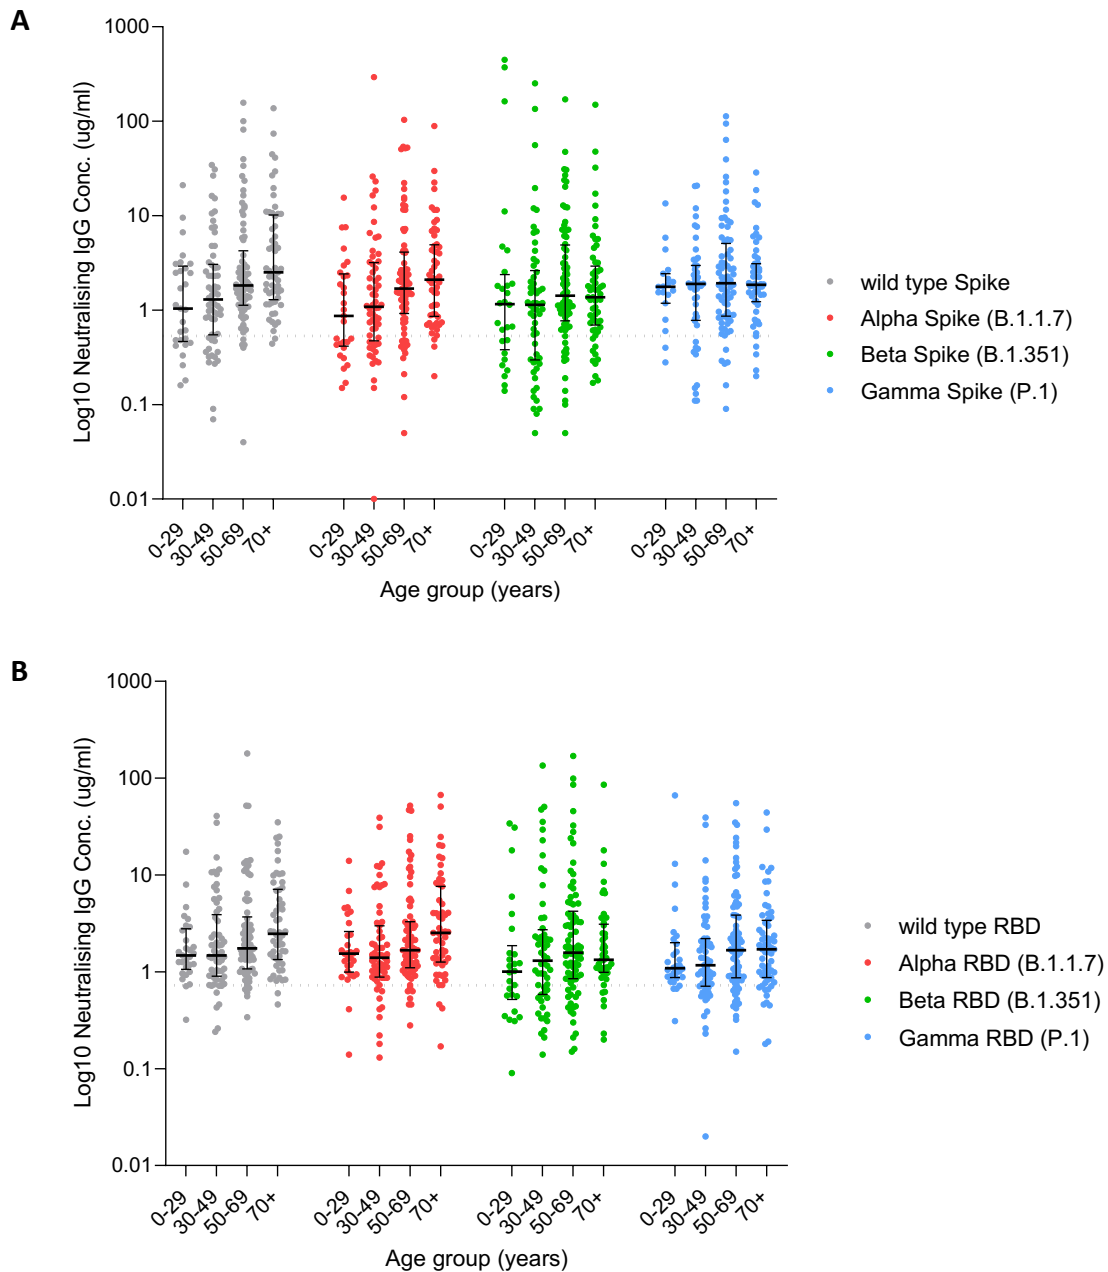 A
Log10 Neutralising IgG Conc. (ug/ml)
1000
100
10
1
0.1
0.01
0-29 30-49 50-69 70+ 0-29 30-49 50-69 70+ 0-29 30-49 50-69 70+ 0-29 30-49 50-69 70+
Age group (years)
wild type Spike
Alpha Spike (B.1.1.7)
Beta Spike (B.1.351)
Gamma Spike (P.1)
B
Log10 Neutralising IgG Conc. (ug/ml)
1000
100
10
1
0.1
0.01
0-29 30-49 50-69 70+ 0-29 30-49 50-69 70+ 0-29 30-49 50-69 70+ 0-29 30-49 50-69 70+
Age group (years)
wild type RBD
Alpha RBD (B.1.1.7)
Beta RBD (B.1.351)
Gamma RBD (P.1)